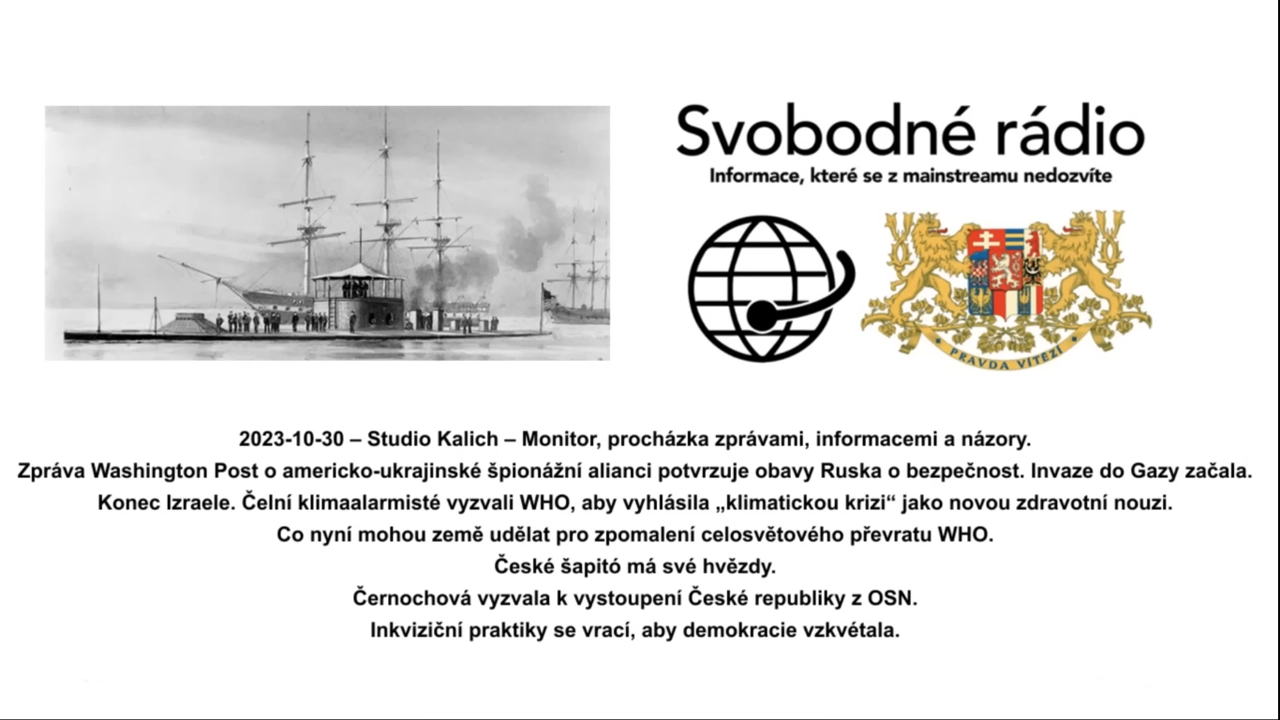 Svobodné rádio
Informace, které se z mainstreamu nedozvíte
PRAVDA VÍTĚZÍ
2023-10-30 – Studio Kalich – Monitor, procházka zprávami, informacemi a názory.
Zpráva Washington Post o americko-ukrajinské špionážní alianci potvrzuje obavy Ruska o bezpečnost. Invaze do Gazy začala.
Konec Izraele. Čelní klimaalarmisté vyzvali WHO, aby vyhlásila „klimatickou krizi“ jako novou zdravotní nouzi.
Co nyní mohou země udělat pro zpomalení celosvětového převratu WHO.
České šapitó má své hvězdy.
Černochová vyzvala k vystoupení České republiky z OSN.
Inkviziční praktiky se vrací, aby demokracie vzkvétala.